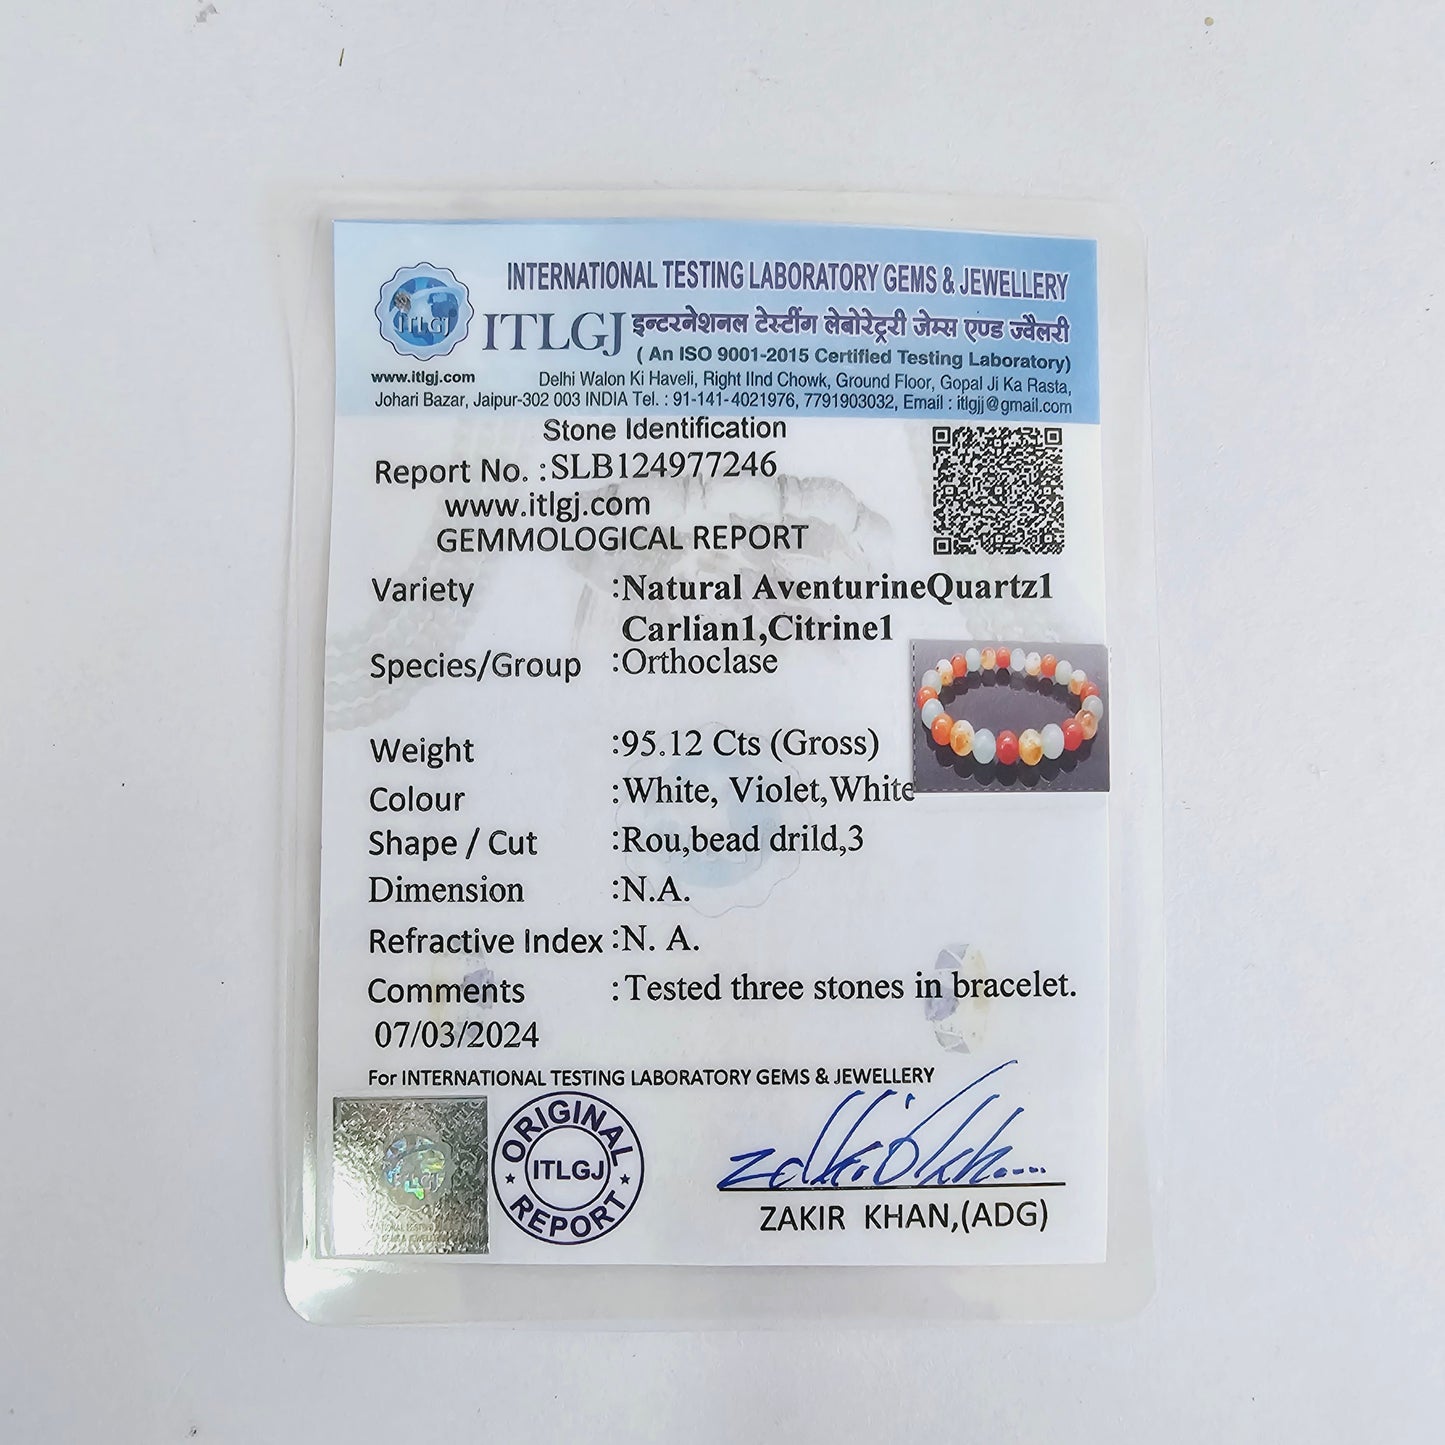 INTERNATIONAL TESTING LABORATORY GEMS & JEWELLERY
ITLGJ
ITLGJ इन्टरनेशनल टेस्टींग लेबोरेट्ररी जेम्स एण्ड ज्वैलरी
( An ISO 9001-2015 Certified Testing Laboratory)
www.itlgj.com Delhi Walon Ki Haveli, Right IInd Chowk, Ground Floor, Gopal Ji Ka Rasta,
Johari Bazar, Jaipur-302 003 INDIA Tel. : 91-141-4021976, 7791903032, Email : itlgjj@gmail.com
Stone Identification
Report No. :SLB124977246
www.itlgj.com
GEMMOLOGICAL REPORT
Variety :Natural AventurineQuartz1
Carlian1,Citrine1
Species/Group :Orthoclase
Weight :95.12 Cts (Gross)
Colour :White, Violet,White
Shape / Cut :Rou,bead drild,3
Dimension :N.A.
Refractive Index :N. A.
Comments :Tested three stones in bracelet.
07/03/2024
For INTERNATIONAL TESTING LABORATORY GEMS & JEWELLERY
ITLGJ
ORIGINAL
ITLGJ
REPORT
ZAKIR KHAN,(ADG)